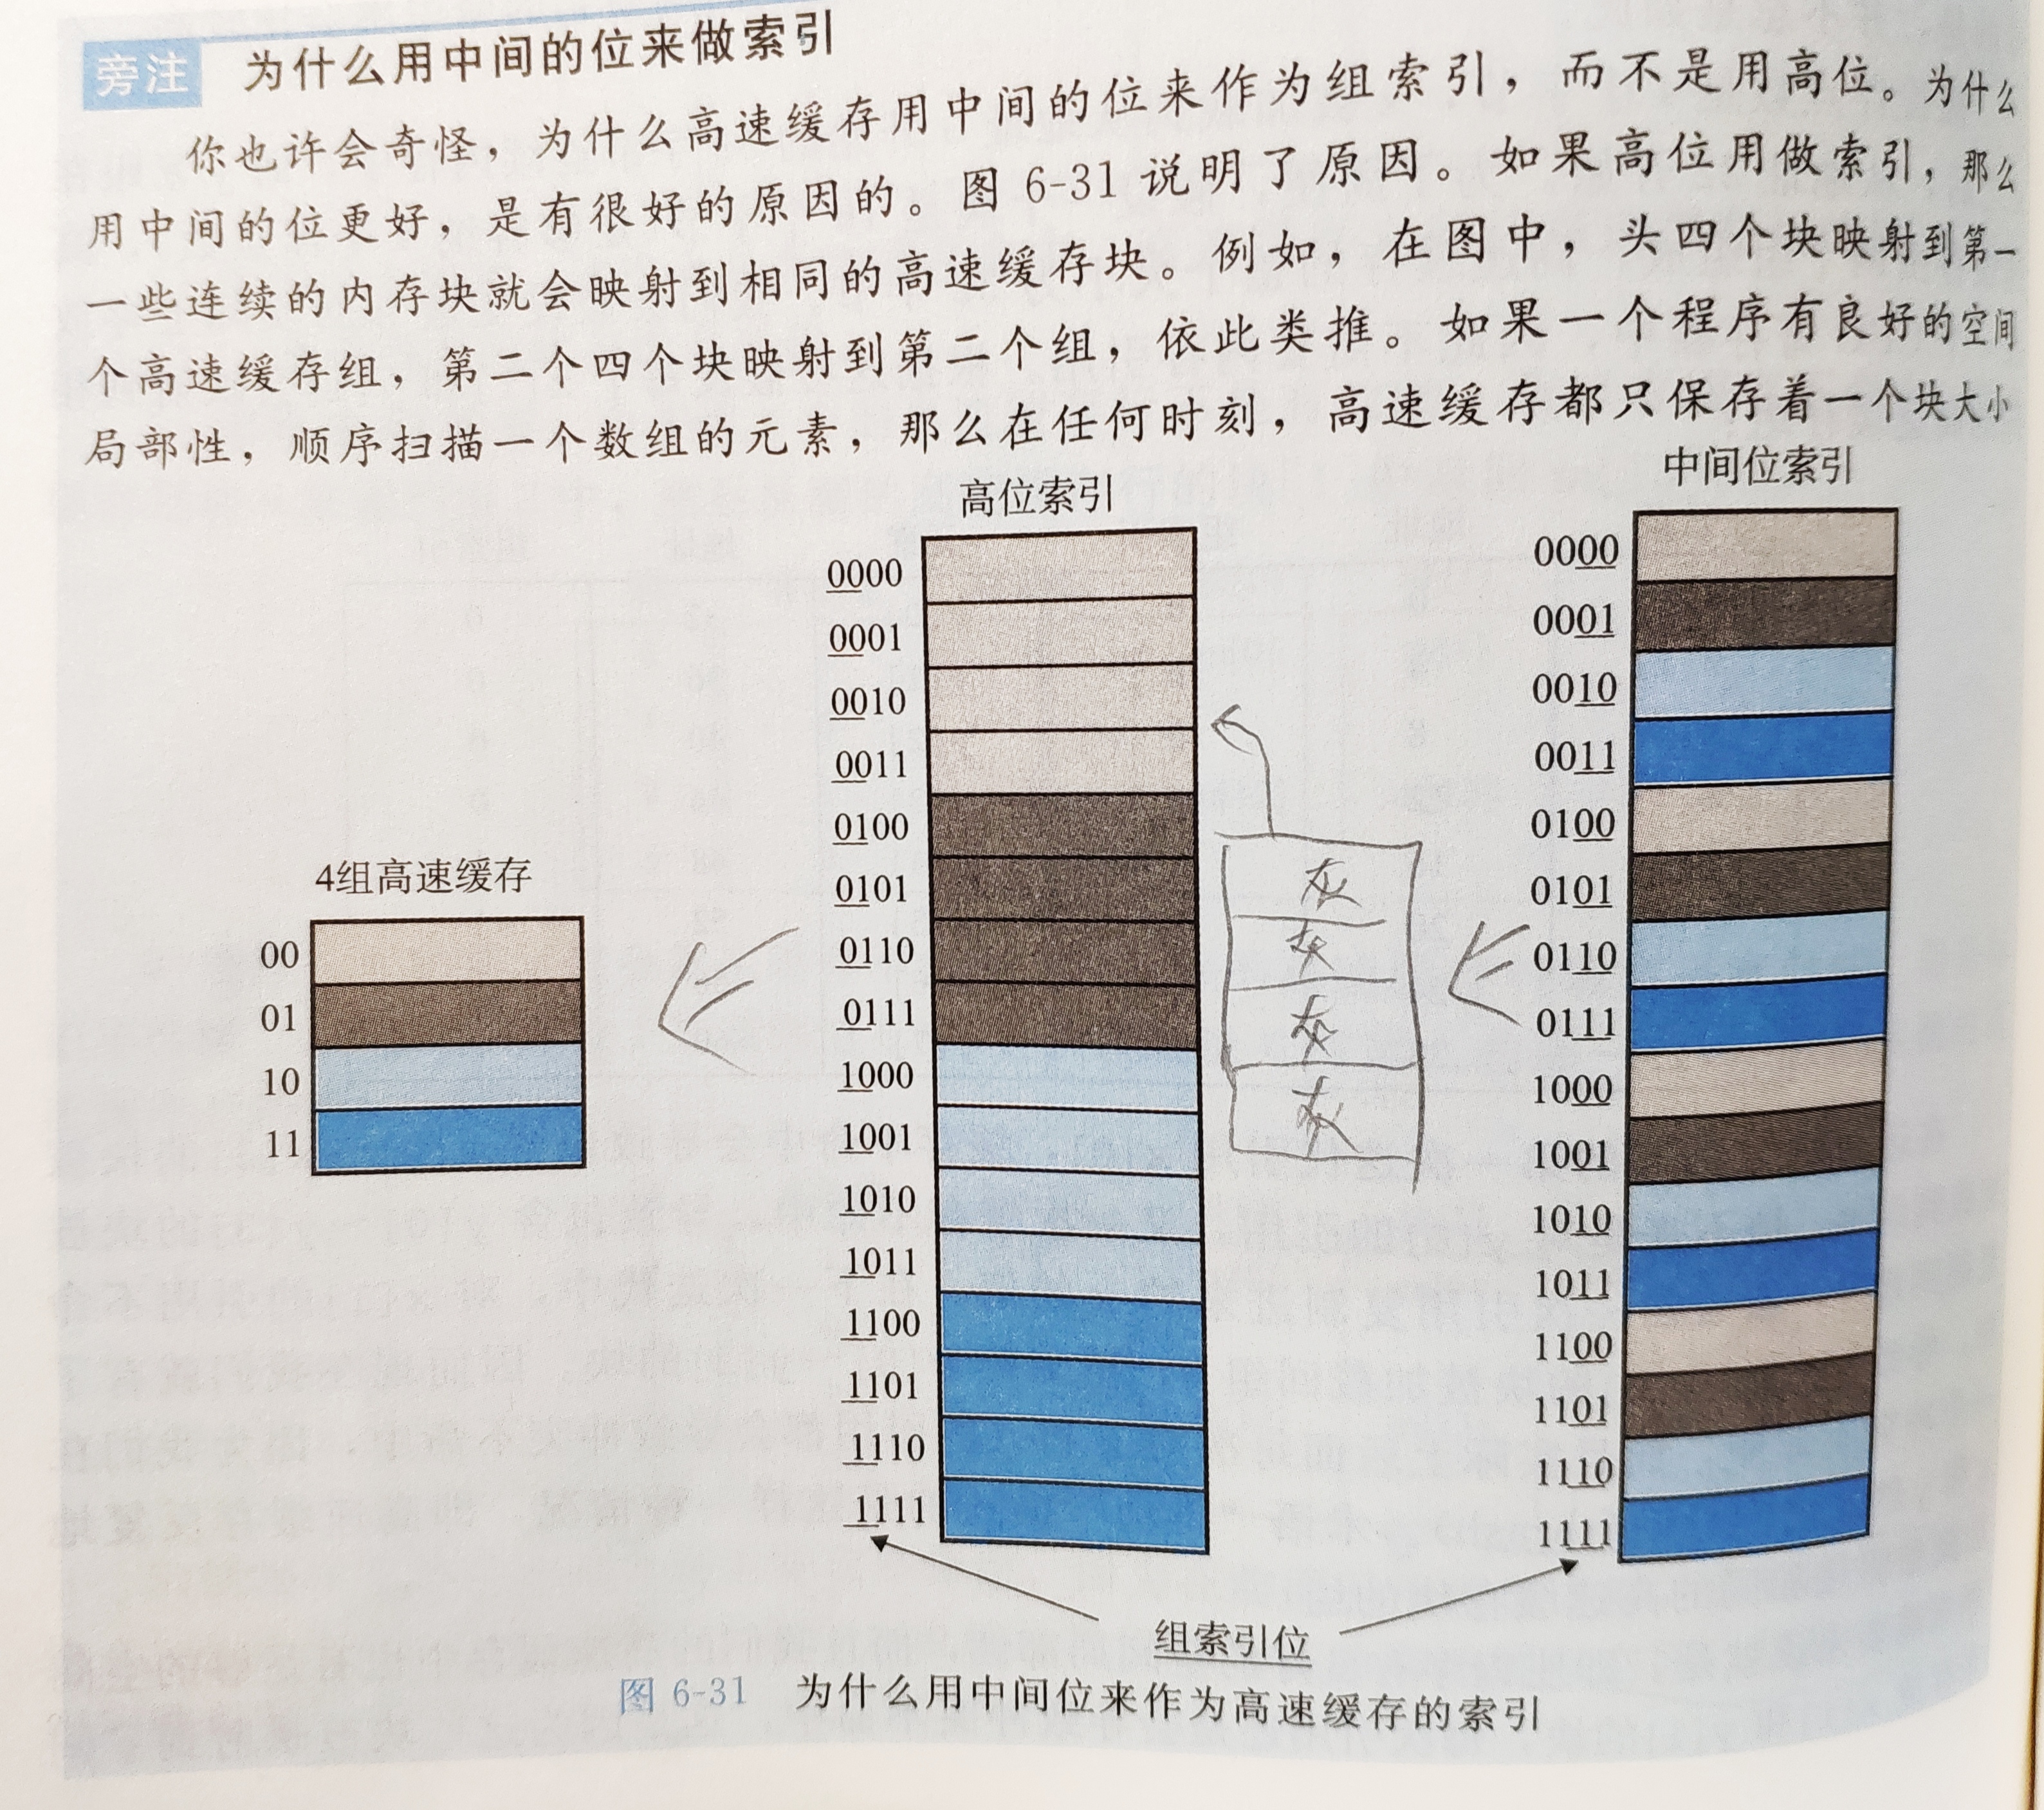 旁注 为什么用中间的位来做索引
你也许会奇怪，为什么高速缓存用中间的位来作为组索引，而不是用高位。为什么
用中间的位更好，是有很好的原因的。图 6-31 说明了原因。如果高位用做索引，那么
一些连续的内存块就会映射到相同的高速缓存块。例如，在图中，头四个块映射到第一
个高速缓存组，第二个四个块映射到第二个组，依此类推。如果一个程序有良好的空间
局部性，顺序扫描一个数组的元素，那么在任何时刻，高速缓存都只保存着一个块大小
4组高速缓存
00
01
10
11
高位索引
0000
0001
0010
0011
0100
0101
0110
0111
1000
1001
1010
1011
1100
1101
1110
1111
灰
灰
灰
灰
中间位索引
0000
0001
0010
0011
0100
0101
0110
0111
1000
1001
1010
1011
1100
1101
1110
1111
组索引位
图 6-31 为什么用中间位来作为高速缓存的索引